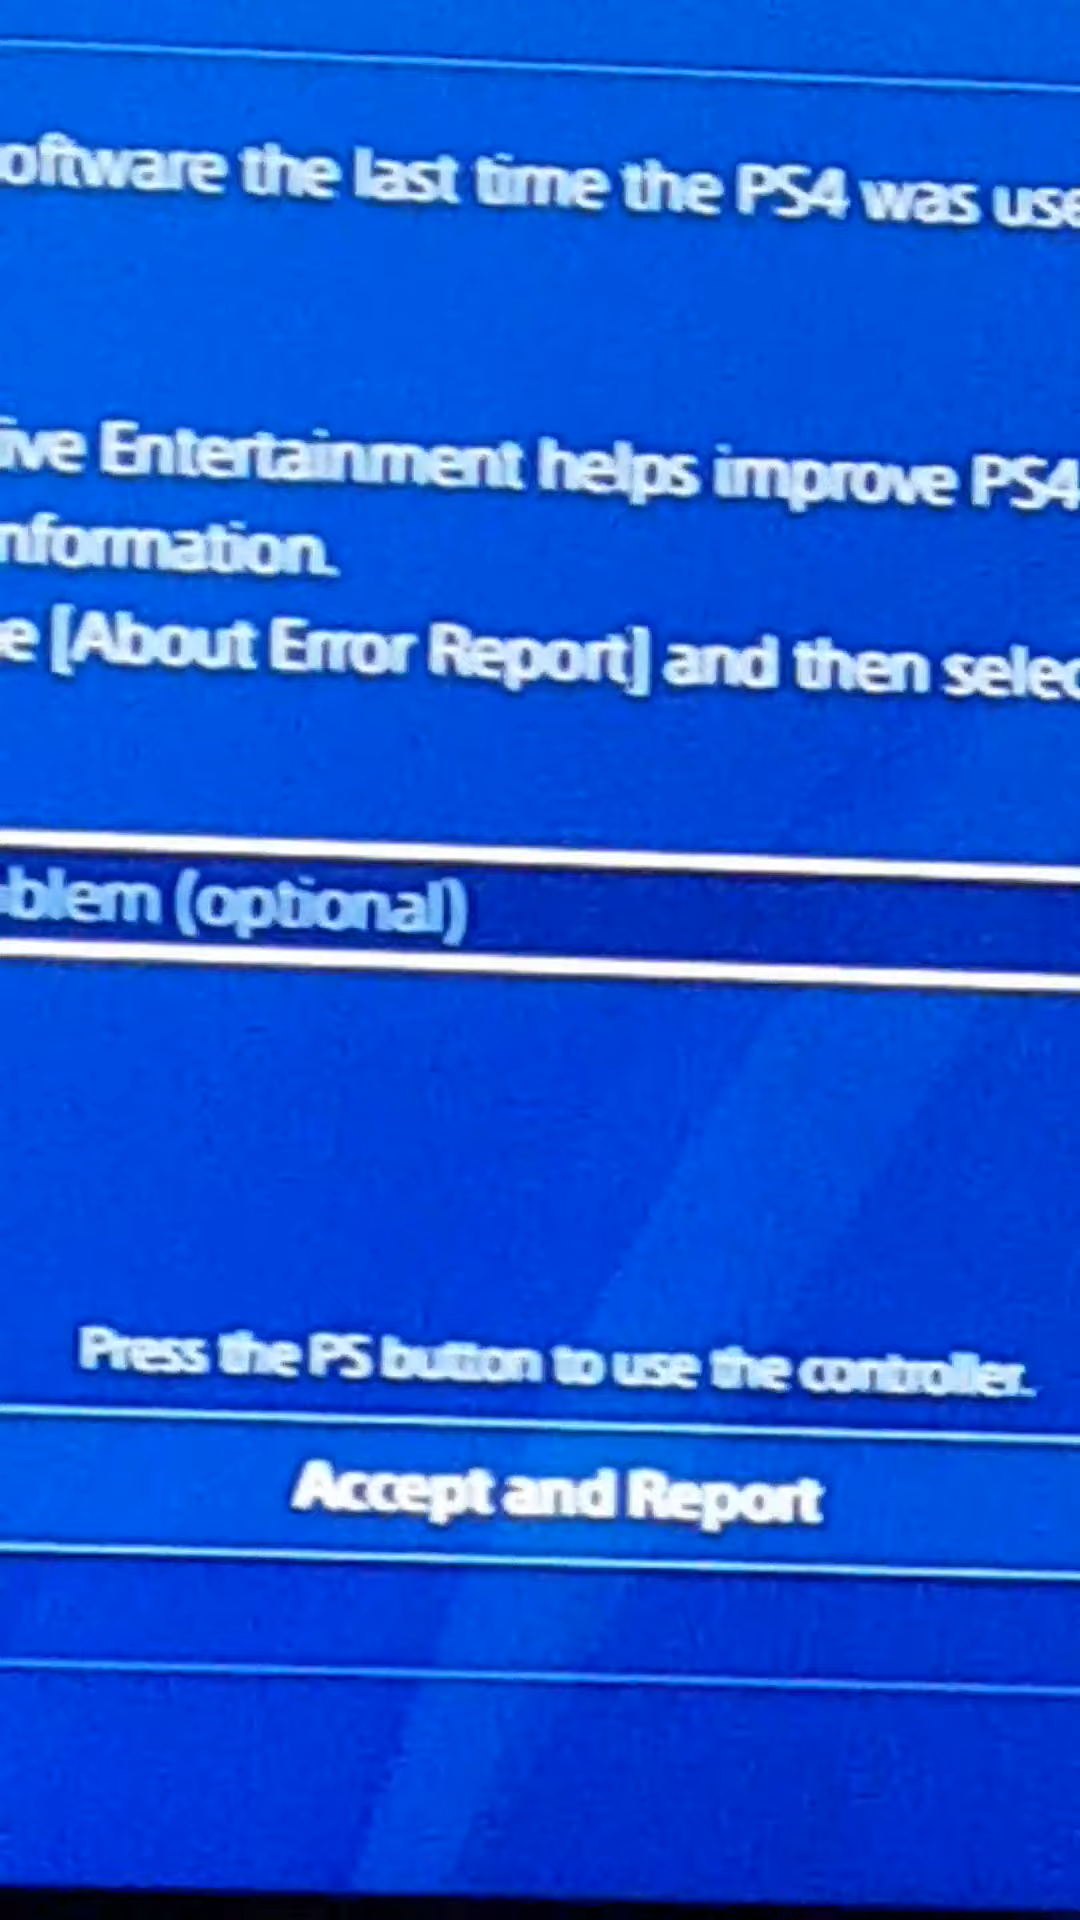 oftware the last time the PS4 was use
ive Entertainment helps improve PS4
nformation.
e [About Error Report] and then selec
blem (optional)
Press the PS button to use the controller.
Accept and Report